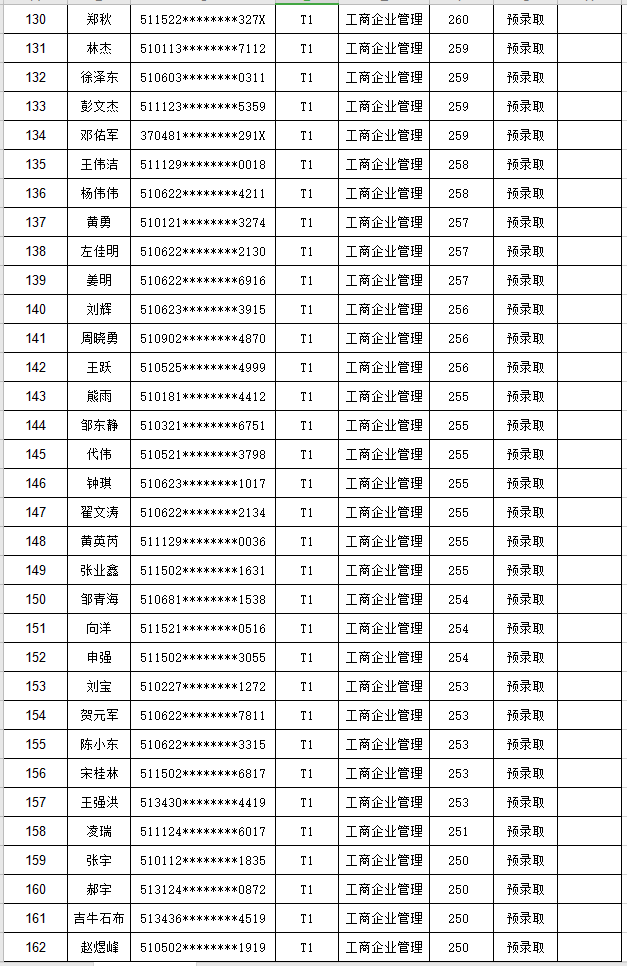 130 郑秋 511522********327X T1 工商企业管理 260 预录取
131 林杰 510113********7112 T1 工商企业管理 259 预录取
132 徐泽东 510603********0311 T1 工商企业管理 259 预录取
133 彭文杰 511123********5359 T1 工商企业管理 259 预录取
134 邓佑军 370481********291X T1 工商企业管理 259 预录取
135 王伟洁 511129********0018 T1 工商企业管理 258 预录取
136 杨伟伟 510622********4211 T1 工商企业管理 258 预录取
137 黄勇 510121********3274 T1 工商企业管理 257 预录取
138 左佳明 510622********2130 T1 工商企业管理 257 预录取
139 姜明 510622********6916 T1 工商企业管理 257 预录取
140 刘辉 510623********3915 T1 工商企业管理 256 预录取
141 周晓勇 510902********4870 T1 工商企业管理 256 预录取
142 王跃 510525********4999 T1 工商企业管理 256 预录取
143 熊雨 510181********4412 T1 工商企业管理 255 预录取
144 邹东静 510321********6751 T1 工商企业管理 255 预录取
145 代伟 510521********3798 T1 工商企业管理 255 预录取
146 钟琪 510623********1017 T1 工商企业管理 255 预录取
147 翟文涛 510622********2134 T1 工商企业管理 255 预录取
148 黄英芮 511129********0036 T1 工商企业管理 255 预录取
149 张业鑫 511502********1631 T1 工商企业管理 255 预录取
150 邹青海 510681********1538 T1 工商企业管理 254 预录取
151 向洋 511521********0516 T1 工商企业管理 254 预录取
152 申强 511502********3055 T1 工商企业管理 254 预录取
153 刘宝 510227********1272 T1 工商企业管理 253 预录取
154 贺元军 510622********7811 T1 工商企业管理 253 预录取
155 陈小东 510622********3315 T1 工商企业管理 253 预录取
156 宋桂林 511502********6817 T1 工商企业管理 253 预录取
157 王强洪 513430********4419 T1 工商企业管理 253 预录取
158 凌瑞 511124********6017 T1 工商企业管理 251 预录取
159 张宇 510112********1835 T1 工商企业管理 250 预录取
160 郝宇 513124********0872 T1 工商企业管理 250 预录取
161 吉牛石布 513436********4519 T1 工商企业管理 250 预录取
162 赵煜峰 510502********1919 T1 工商企业管理 250 预录取